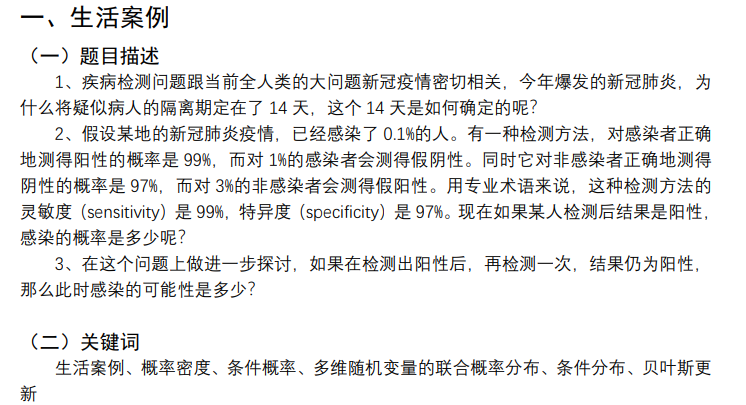 一、生活案例
（一）题目描述
1、疾病检测问题跟当前全人类的大问题新冠疫情密切相关，今年爆发的新冠肺炎，为
什么将疑似病人的隔离期定在了 14 天，这个 14 天是如何确定的呢？
2、假设某地的新冠肺炎疫情，已经感染了 0.1%的人。有一种检测方法，对感染者正确
地测得阳性的概率是 99%，而对 1%的感染者会测得假阴性。同时它对非感染者正确地测得
阴性的概率是 97%，而对 3%的非感染者会测得假阳性。用专业术语来说，这种检测方法的
灵敏度（sensitivity）是 99%，特异度（specificity）是 97%。现在如果某人检测后结果是阳性，
感染的概率是多少呢？
3、在这个问题上做进一步探讨，如果在检测出阳性后，再检测一次，结果仍为阳性，
那么此时感染的可能性是多少？
（二）关键词
生活案例、概率密度、条件概率、多维随机变量的联合概率分布、条件分布、贝叶斯更
新